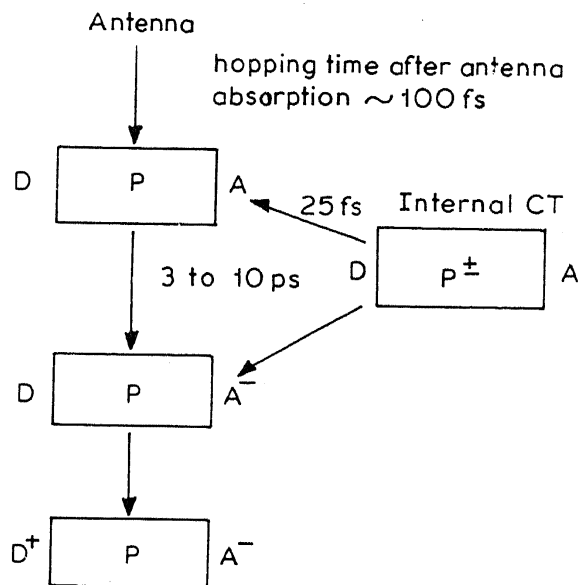 Antenna
hopping time after antenna
absorption ~ 100 fs
D P A
25 fs
Internal CT
D P± A
3 to 10 ps
D P A⁻
D⁺ P A⁻